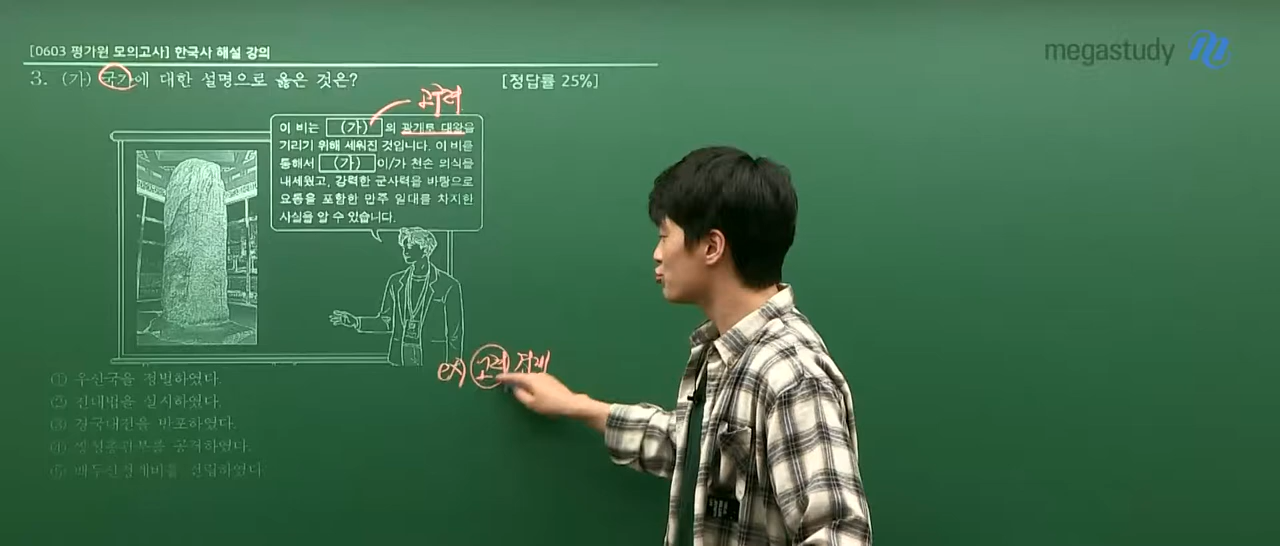 [0603 평가원 모의고사] 한국사 해설 강의
megastudy
3. (가) 국가에 대한 설명으로 옳은 것은?
[정답률 25%]
이 비는 (가) 의 광개토 대왕을
기리기 위해 세워진 것입니다. 이 비를
통해서 (가) 이/가 천손 의식을
내세웠고, 강력한 군사력을 바탕으로
요동을 포함한 만주 일대를 차지한
사실을 알 수 있습니다.
ex) 고려
① 우산국을 정벌하였다.
② 진대법을 실시하였다.
③ 경국대전을 반포하였다.
④ 쌍성총관부를 공격하였다.
⑤ 백두산정계비를 건립하였다.